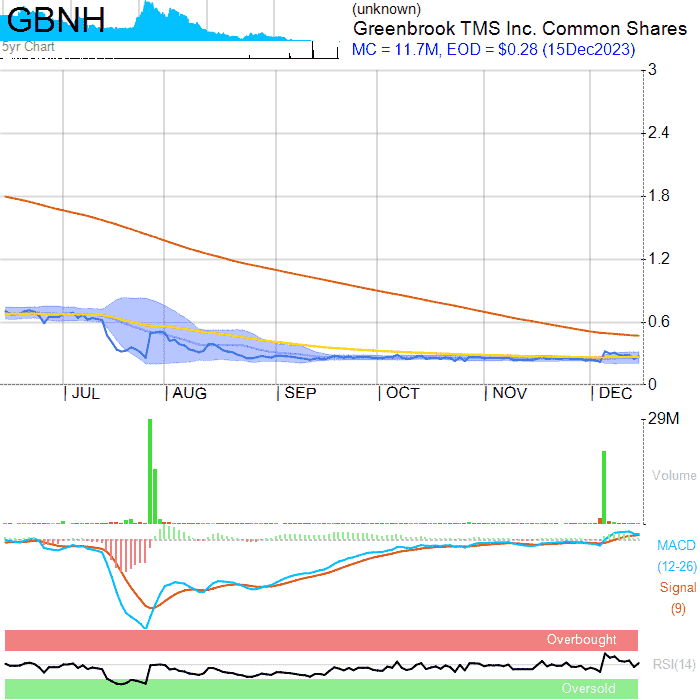 GBNH
5yr Chart
(unknown)
Greenbrook TMS Inc. Common Shares
MC = 11.7M, EOD = $0.28 (15Dec2023)
3
2.4
1.8
1.2
0.6
0
JUL AUG SEP OCT NOV DEC
29M
Volume
MACD
(12-26)
Signal
(9)
Overbought
RSI(14)
Oversold